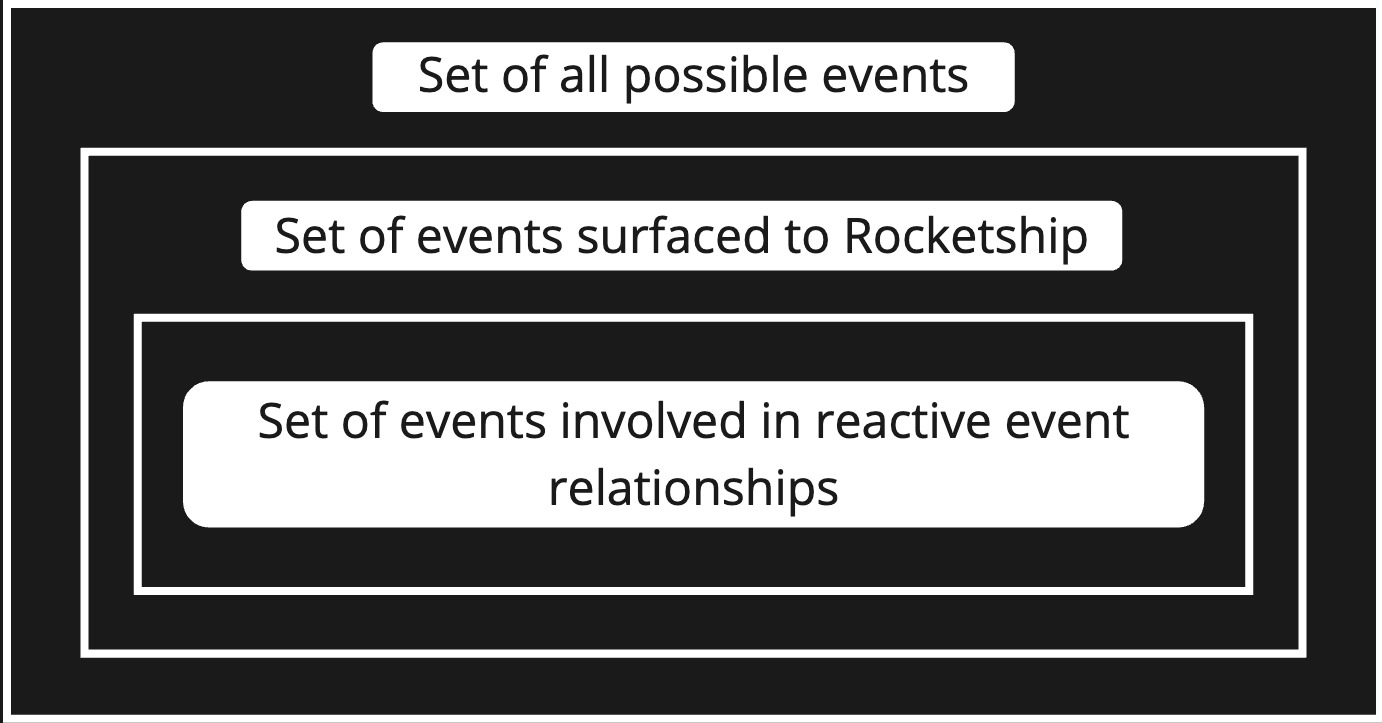 Set of all possible events
Set of events surfaced to Rocketship
Set of events involved in reactive event
relationships